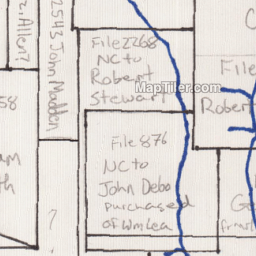 2543 John Madden
File 2268
NC to
Robert
Stewart
MapTiler.com
File
Robert
58
File 876
NC to
John Debo
purchased
of Wm Lea
?